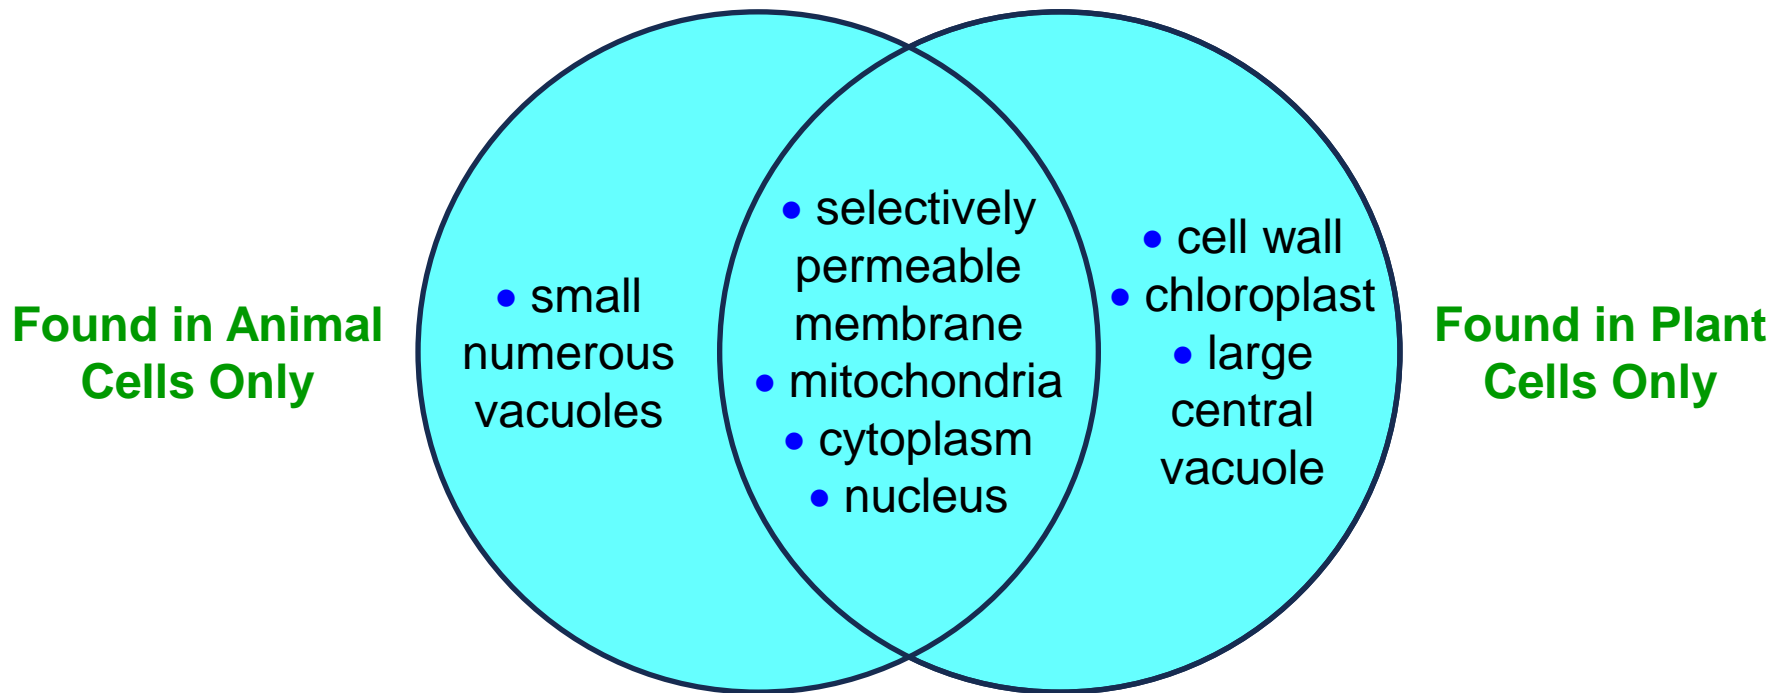 Found in Animal
Cells Only
• small
numerous
vacuoles
• selectively
permeable
membrane
• mitochondria
• cytoplasm
• nucleus
• cell wall
• chloroplast
• large
central
vacuole
Found in Plant
Cells Only